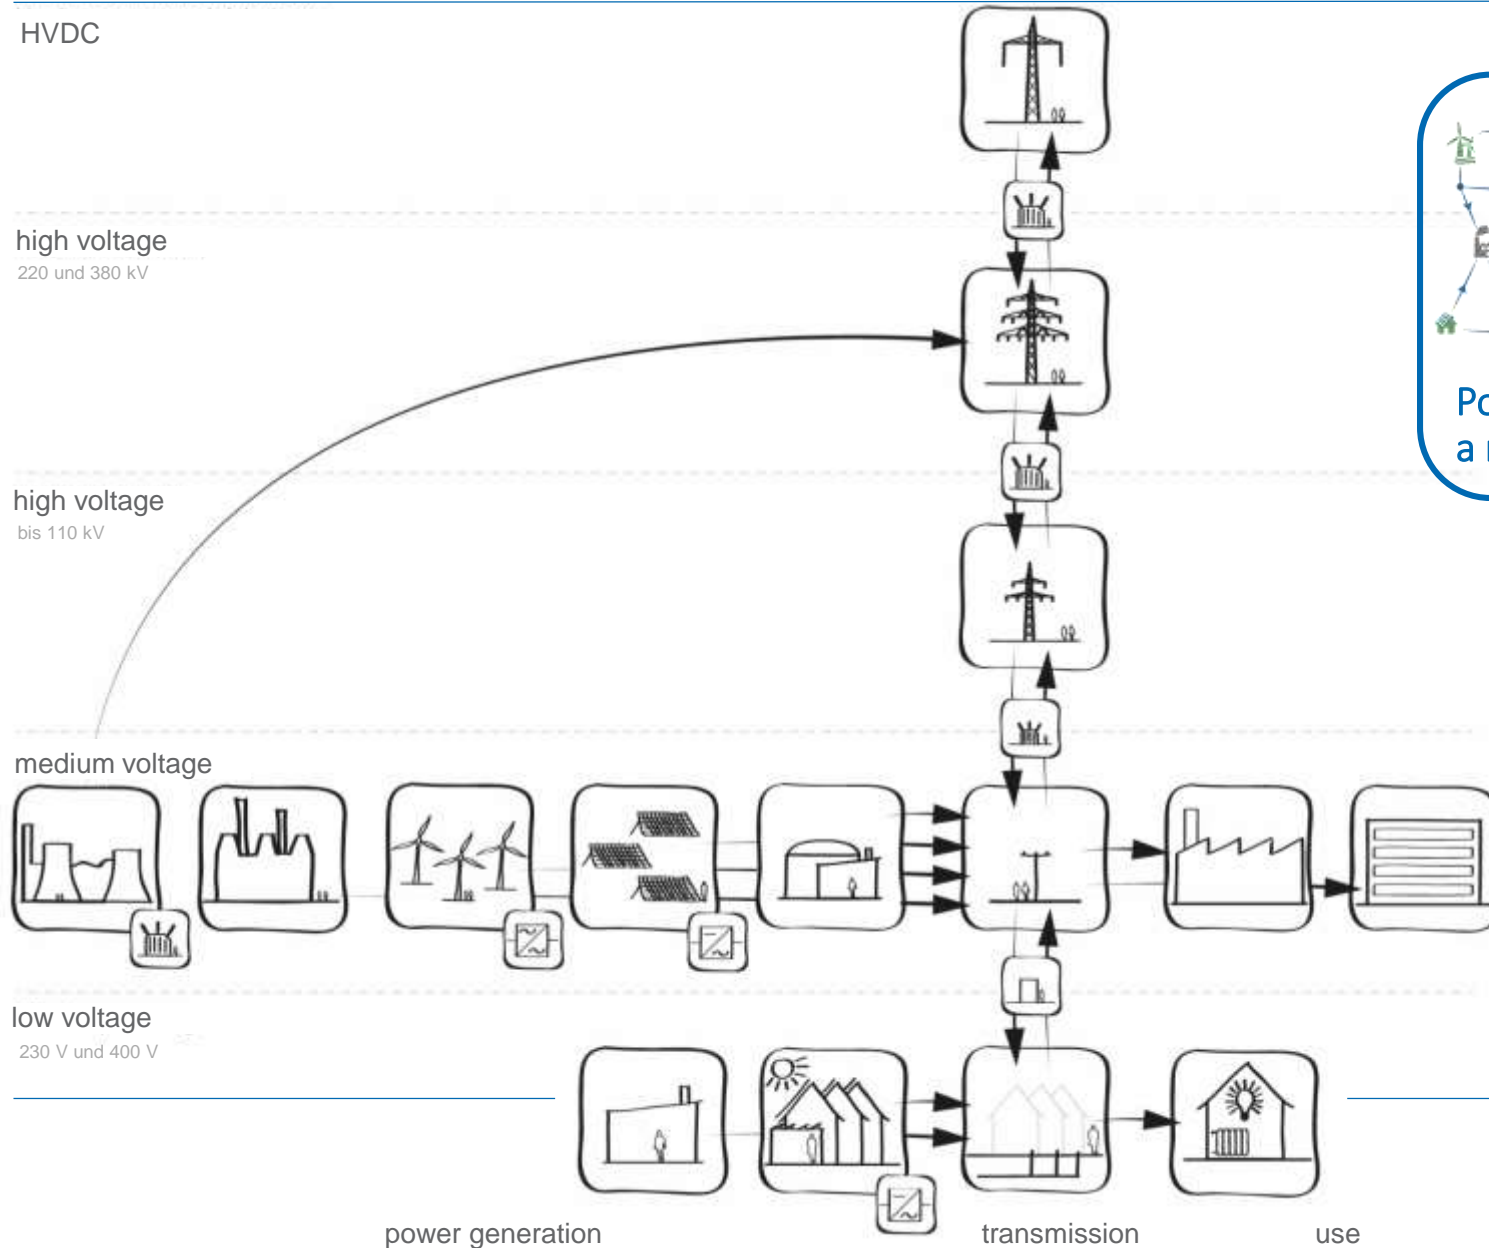 HVDC
high voltage
220 und 380 kV
Po
a
high voltage
bis 110 kV
medium voltage
low voltage
230 V und 400 V
power generation
transmission
use